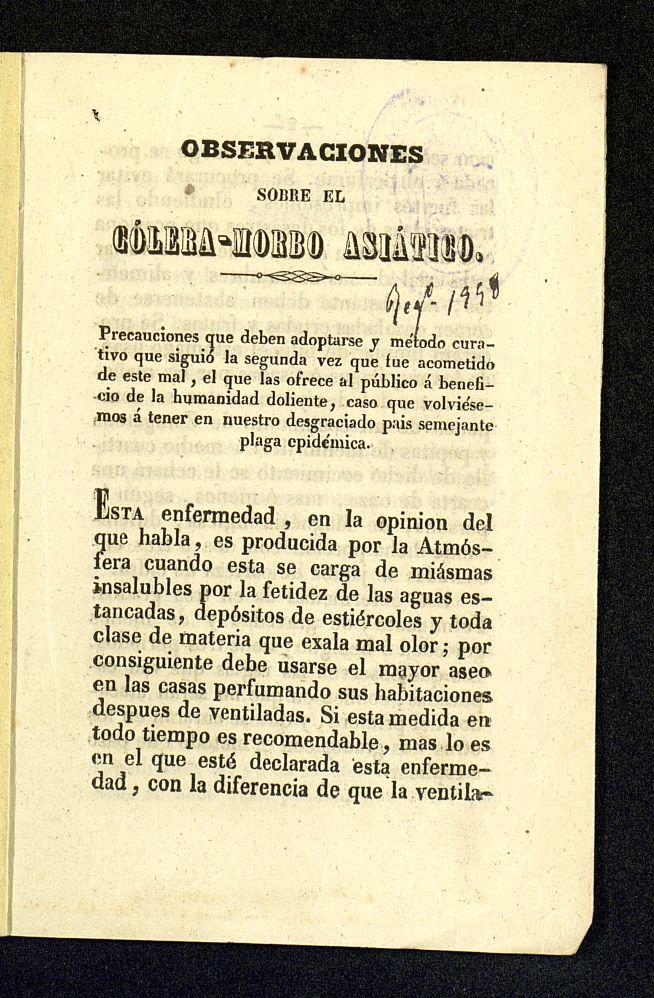 OBSERVACIONES
SOBRE EL
CÓLERA-MORBO ASIÁTICO.
Precauciones que deben adoptarse y metodo cura-
tivo que siguió la segunda vez que fue acometido
de este mal, el que las ofrece al público á benefi-
cio de la humanidad doliente, caso que volviése-
mos á tener en nuestro desgraciado pais semejante
plaga epidémica.
ESTA enfermedad, en la opinion del
que habla, es producida por la Atmós-
fera cuando esta se carga de miásmas
insalubles por la fetidez de las aguas es-
tancadas, depósitos de estiércoles y toda
clase de materia que exala mal olor; por
consiguiente debe usarse el mayor aseo
en las casas perfumando sus habitaciones
despues de ventiladas. Si esta medida en
todo tiempo es recomendable, mas lo es
en el que esté declarada esta enferme-
dad, con la diferencia de que la ventila-